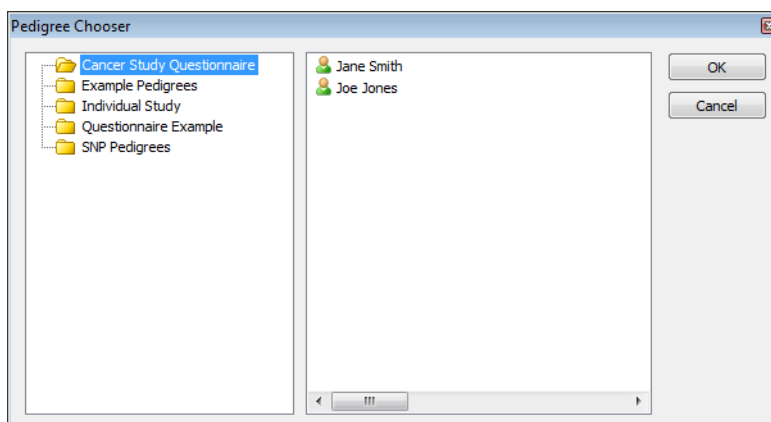 Pedigree Chooser
Cancer Study Questionnaire
Example Pedigrees
Individual Study
Questionnaire Example
SNP Pedigrees
Jane Smith
Joe Jones
OK
Cancel